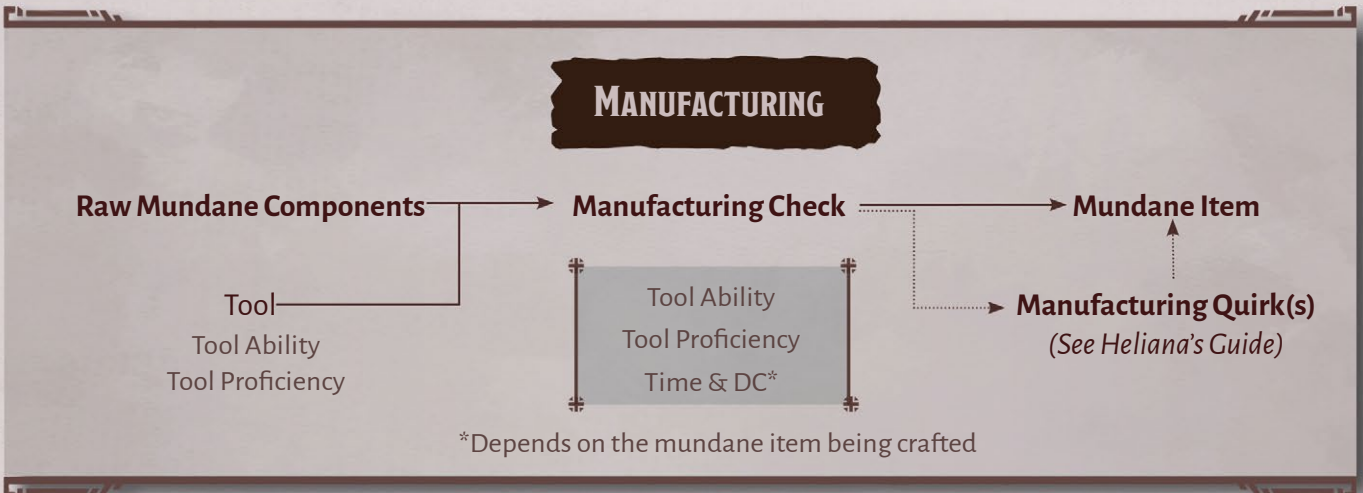 Manufacturing
Raw Mundane Components
Manufacturing Check
Mundane Item
Tool
Tool Ability
Tool Proficiency
Tool Ability
Tool Proficiency
Time & DC*
Manufacturing Quirk(s)
(See Heliana's Guide)
*Depends on the mundane item being crafted